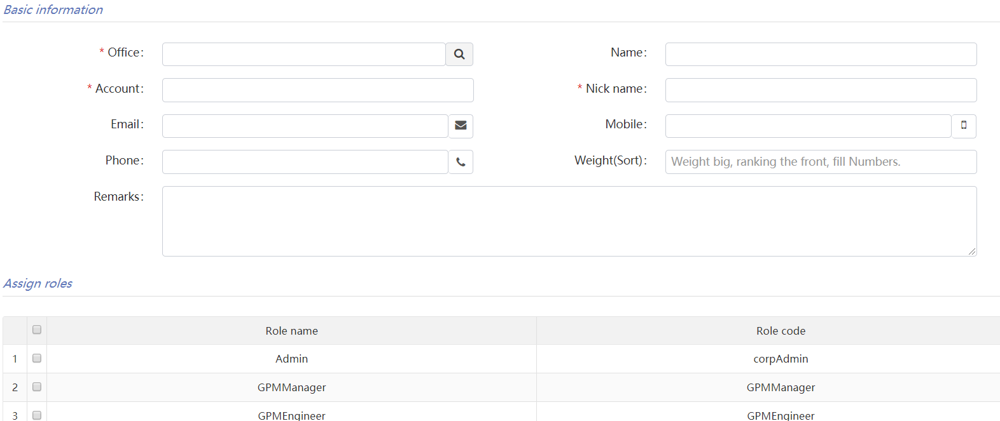 Basic information
* Office: Name:
* Account: * Nick name:
Email: Mobile:
Phone: Weight(Sort): Weight big, ranking the front, fill Numbers.
Remarks:
Assign roles
Role name Role code
1 Admin corpAdmin
2 GPMManager GPMManager
3 GPMEngineer GPMEngineer